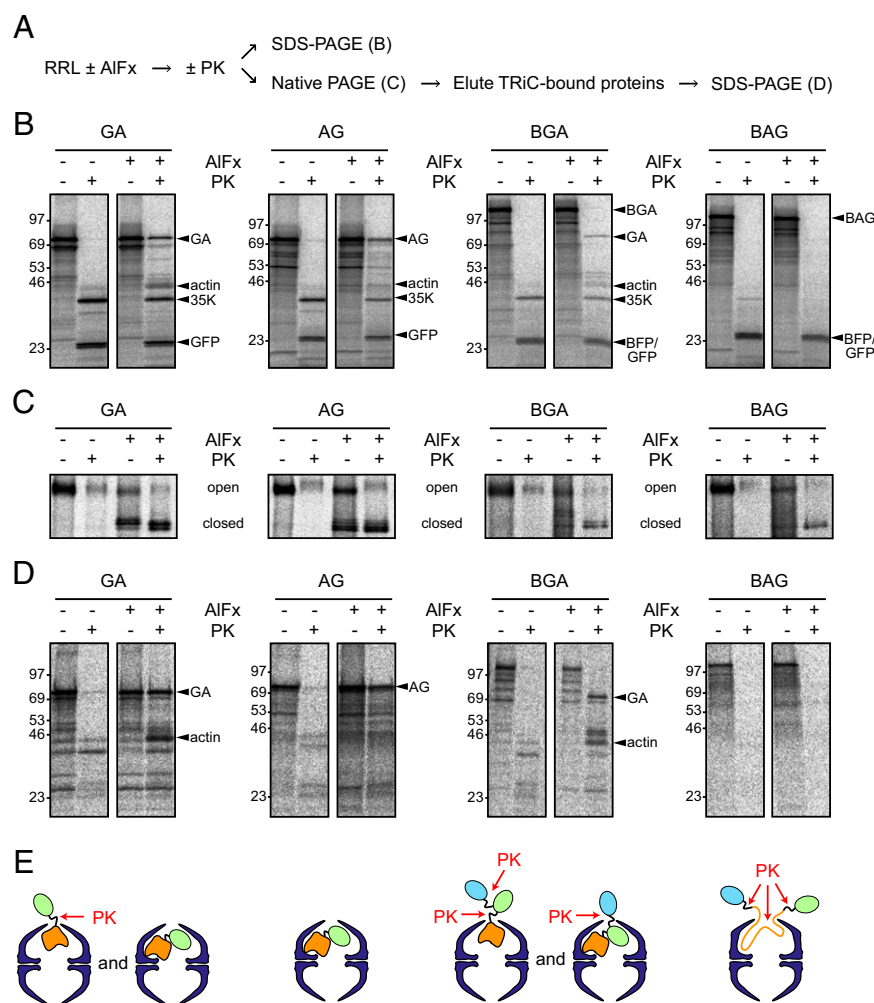 A
RRL ± AlFx → ± PK
SDS-PAGE (B)
Native PAGE (C) → Elute TRiC-bound proteins → SDS-PAGE (D)
B
GA AG BGA BAG
- - + + AlFx - - + + AlFx - - + + AlFx - - + +
- + - + PK - + - + PK - + - + PK - + - +
97 69 53 46 23
GA
actin
35K
GFP
97 69 53 46 23
AG
actin
35K
GFP
97 69 53 46 23
BGA
GA
actin
35K
BFP/
GFP
97 69 53 46 23
BAG
BFP/
GFP
C
GA AG BGA BAG
- - + + AlFx - - + + AlFx - - + + AlFx - - + +
- + - + PK - + - + PK - + - + PK - + - +
open open open
closed closed closed
D
GA AG BGA BAG
- - + + AlFx - - + + AlFx - - + + AlFx - - + +
- + - + PK - + - + PK - + - + PK - + - +
97 69 53 46 23
GA
actin
97 69 53 46 23
AG
97 69 53 46 23
GA
actin
97 69 53 46 23
E
PK
and
PK
PK
PK
and
PK